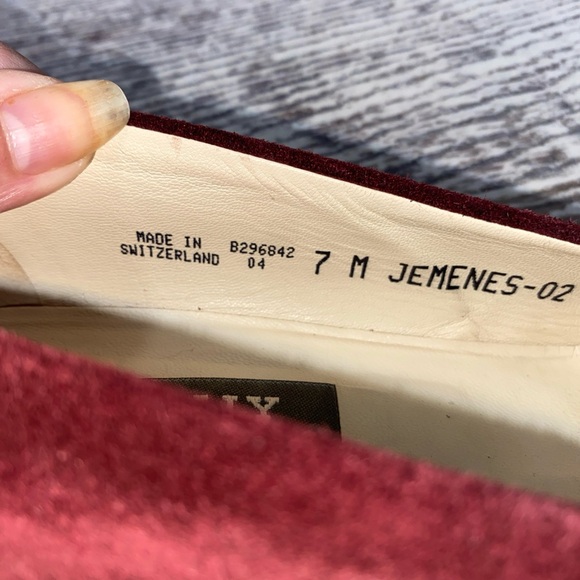 MADE IN
SWITZERLAND
B296842
04
7 M JEMENES-02